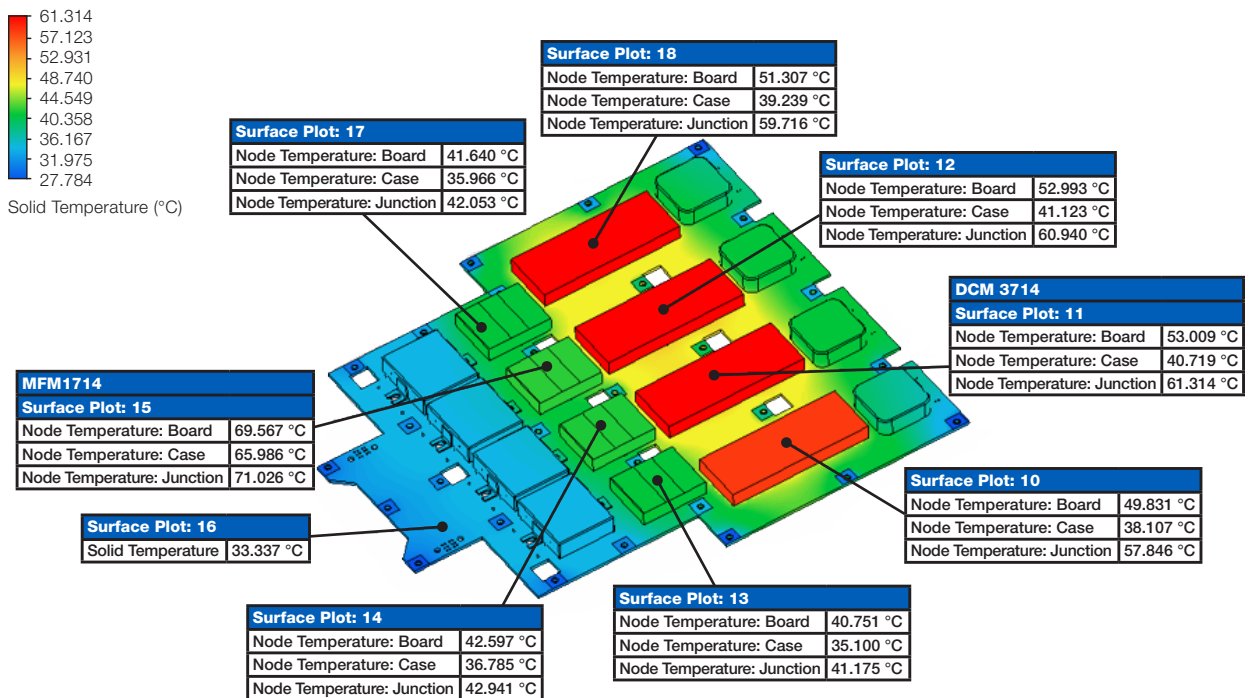 61.314
57.123
52.931
48.740
44.549
40.358
36.167
31.975
27.784
Solid Temperature (°C)
Surface Plot: 18
Node Temperature: Board 51.307 °C
Node Temperature: Case 39.239 °C
Node Temperature: Junction 59.716 °C
Surface Plot: 17
Node Temperature: Board 41.640 °C
Node Temperature: Case 35.966 °C
Node Temperature: Junction 42.053 °C
Surface Plot: 12
Node Temperature: Board 52.993 °C
Node Temperature: Case 41.123 °C
Node Temperature: Junction 60.940 °C
DCM 3714
Surface Plot: 11
Node Temperature: Board 53.009 °C
Node Temperature: Case 40.719 °C
Node Temperature: Junction 61.314 °C
MFM1714
Surface Plot: 15
Node Temperature: Board 69.567 °C
Node Temperature: Case 65.986 °C
Node Temperature: Junction 71.026 °C
Surface Plot: 10
Node Temperature: Board 49.831 °C
Node Temperature: Case 38.107 °C
Node Temperature: Junction 57.846 °C
Surface Plot: 16
Solid Temperature 33.337 °C
Surface Plot: 13
Node Temperature: Board 40.751 °C
Node Temperature: Case 35.100 °C
Node Temperature: Junction 41.175 °C
Surface Plot: 14
Node Temperature: Board 42.597 °C
Node Temperature: Case 36.785 °C
Node Temperature: Junction 42.941 °C